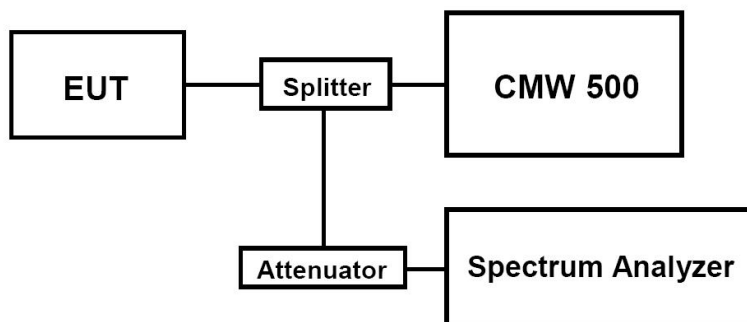 EUT
Splitter
CMW 500
Attenuator
Spectrum Analyzer